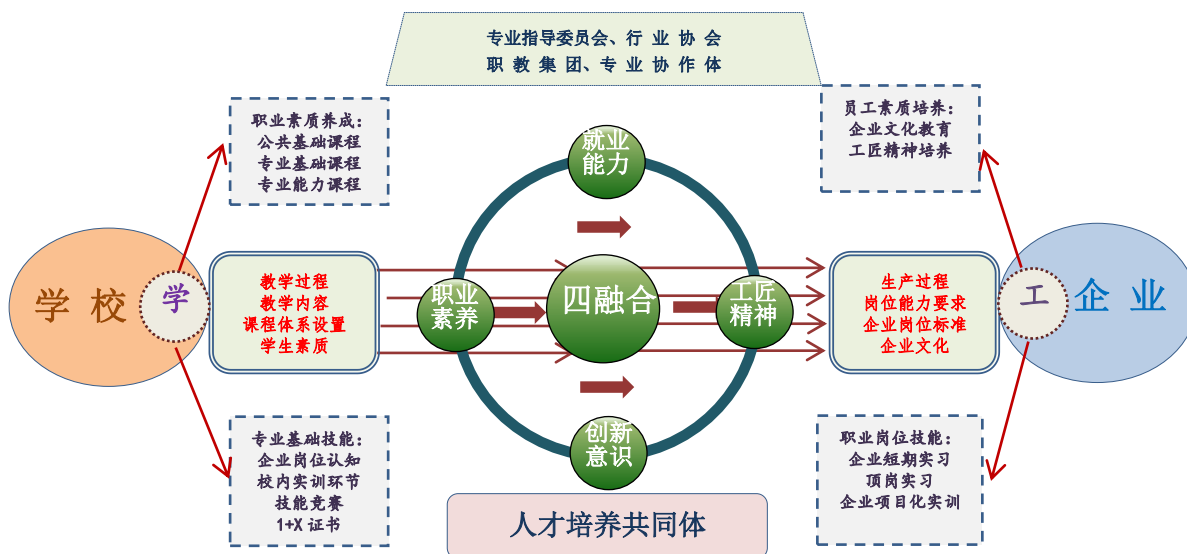 专业指导委员会、行 业 协 会
职 教 集 团、专 业 协 作 体
职业素质养成：
公共基础课程
专业基础课程
专业能力课程
员工素质培养：
企业文化教育
工匠精神培养
就业
能力
学 校
学
教学过程
教学内容
课程体系设置
学生素质
职业
素养
四融合
工匠
精神
生产过程
岗位能力要求
企业岗位标准
企业文化
工
企 业
创新
意识
专业基础技能：
企业岗位认知
校内实训环节
技能竞赛
1+X 证书
职业岗位技能：
企业短期实习
顶岗实习
企业项目化实训
人才培养共同体